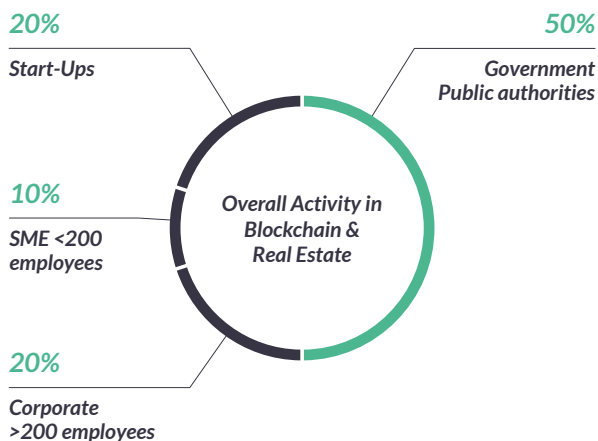 20%
Start-Ups
50%
Government
Public authorities
Overall Activity in
Blockchain &
Real Estate
10%
SME <200
employees
20%
Corporate
>200 employees